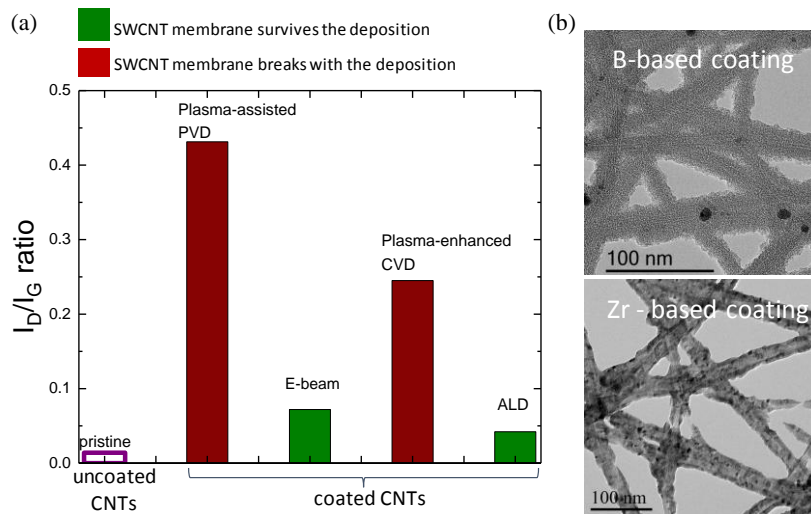 (a)
SWCNT membrane survives the deposition
SWCNT membrane breaks with the deposition
I_D/I_G ratio
0.5
0.4
0.3
0.2
0.1
0.0
Plasma-assisted
PVD
Plasma-enhanced
CVD
E-beam
ALD
pristine
uncoated
CNTs
coated CNTs
(b)
B-based coating
100 nm
Zr - based coating
100 nm